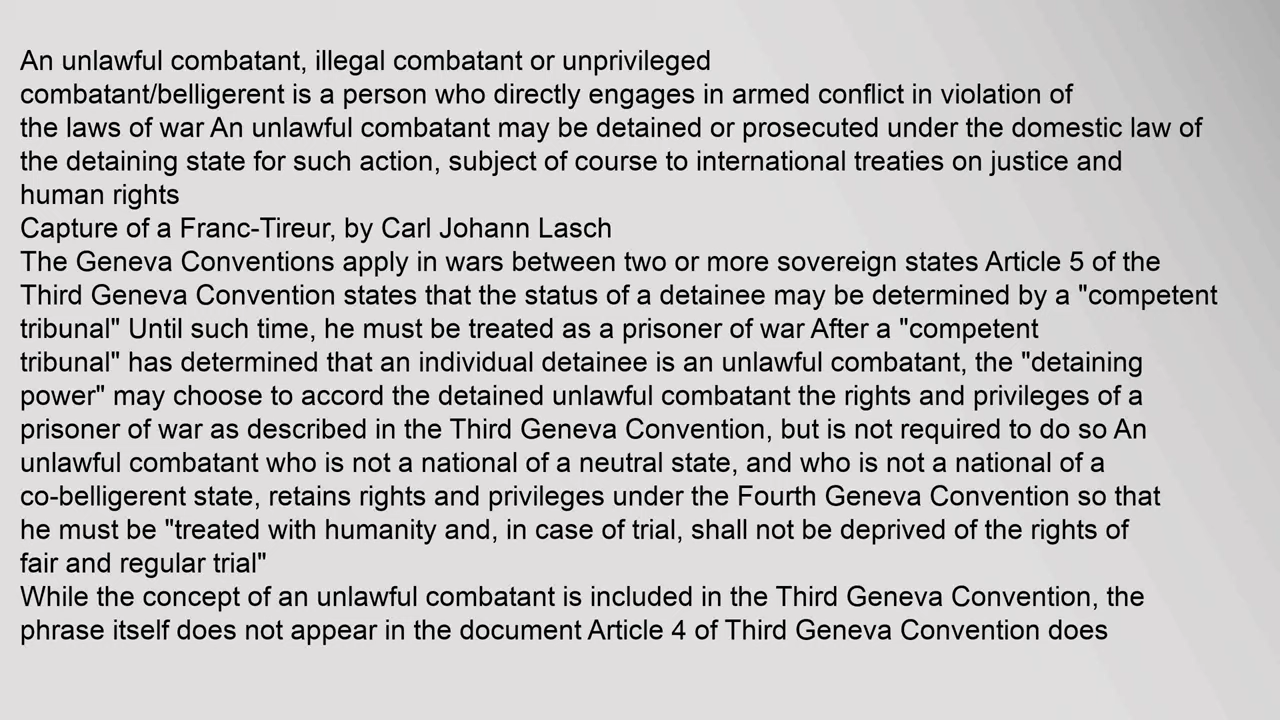 An unlawful combatant, illegal combatant or unprivileged
combatant/belligerent is a person who directly engages in armed conflict in violation of
the laws of war An unlawful combatant may be detained or prosecuted under the domestic law of
the detaining state for such action, subject of course to international treaties on justice and
human rights
Capture of a Franc-Tireur, by Carl Johann Lasch
The Geneva Conventions apply in wars between two or more sovereign states Article 5 of the
Third Geneva Convention states that the status of a detainee may be determined by a "competent
tribunal" Until such time, he must be treated as a prisoner of war After a "competent
tribunal" has determined that an individual detainee is an unlawful combatant, the "detaining
power" may choose to accord the detained unlawful combatant the rights and privileges of a
prisoner of war as described in the Third Geneva Convention, but is not required to do so An
unlawful combatant who is not a national of a neutral state, and who is not a national of a
co-belligerent state, retains rights and privileges under the Fourth Geneva Convention so that
he must be "treated with humanity and, in case of trial, shall not be deprived of the rights of
fair and regular trial"
While the concept of an unlawful combatant is included in the Third Geneva Convention, the
phrase itself does not appear in the document Article 4 of Third Geneva Convention does